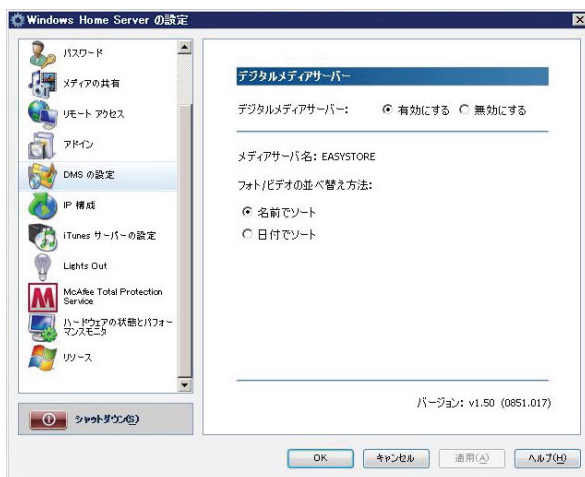 Windows Home Server の設定
パスワード
メディアの共有
リモート アクセス
アドイン
DMS の設定
IP 構成
iTunes サーバーの設定
Lights Out
McAfee Total Protection
Service
ハードウェアの状態とパフォー
マンスモニタ
リソース
シャットダウン(S)
デジタルメディアサーバー
デジタルメディアサーバー: 有効にする 無効にする
メディアサーバ名: EASYSTORE
フォト/ビデオの並べ替え方法:
名前でソート
日付でソート
バージョン: v1.50 (0851.017)
OK キャンセル 適用(A) ヘルプ(H)